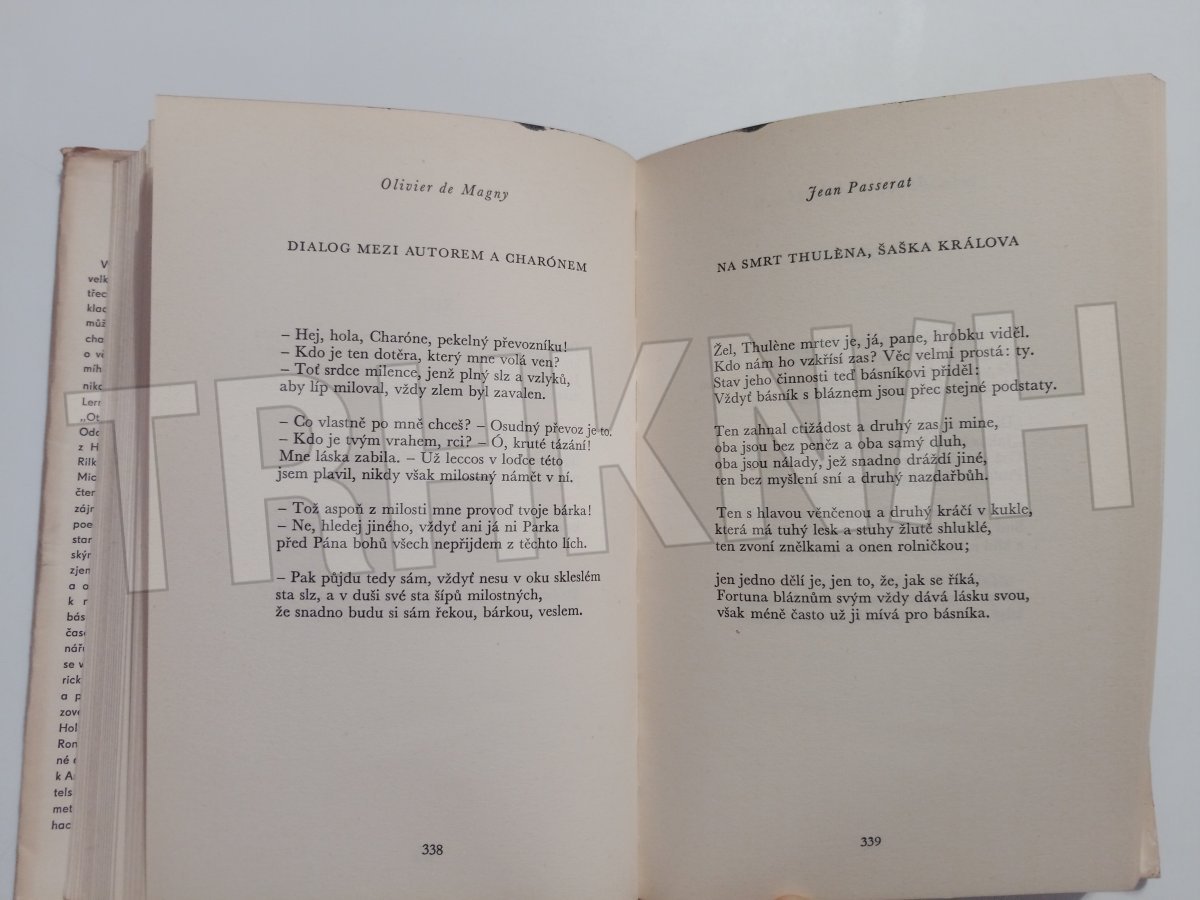 Olivier de Magny
DIALOG MEZI AUTOREM A CHARÓNEM
– Hej, hola, Charóne, pekelný převozníku!
– Kdo je ten dotěra, který mne volá ven?
– Toť srdce milence, jenž plný slz a vzlyků,
aby líp miloval, vždy zlem byl zavalen.
– Co vlastně po mně chceš? – Osudný převoz je to.
– Kdo je tvým vrahem, rci? – Ó, kruté tázání!
Mne láska zabila. – Už leccos v loďce této
jsem plavil, nikdy však milostný námět v ní.
– Tož aspoň z milosti mne provoď tvoje bárka!
– Ne, hledej jiného, vždyť ani já ni Parka
před Pána bohů všech nepřijdem z těchto lích.
– Pak půjdu tedy sám, vždyť nesu v oku skleslém
sta slz, a v duši své sta šípů milostných,
že snadno budu si sám řekou, bárkou, veslem.
338
Jean Passerat
NA SMRT THULÈNA, ŠAŠKA KRÁLOVA
Žel, Thulène mrtev je, já, pane, hrobku viděl.
Kdo nám ho vzkřísí zas? Věc velmi prostá: ty.
Stav jeho činnosti teď básníkovi přiděl:
Vždyť básník s bláznem jsou přec stejné podstaty.
Ten zahnal ctižádost a druhý zas ji mine,
oba jsou bez peněz a oba samý dluh,
oba jsou nálady, jež snadno dráždí jiné,
ten bez myšlení sní a druhý nazdařbůh.
Ten s hlavou věnčenou a druhý kráčí v kukle,
která má tuhý lesk a stuhy žlutě shluklé,
ten zvoní znělkami a onen rolničkou;
jen jedno dělí je, jen to, že, jak se říká,
Fortuna bláznům svým vždy dává lásku svou,
však méně často už ji mívá pro básníka.
339
TRHKNIH